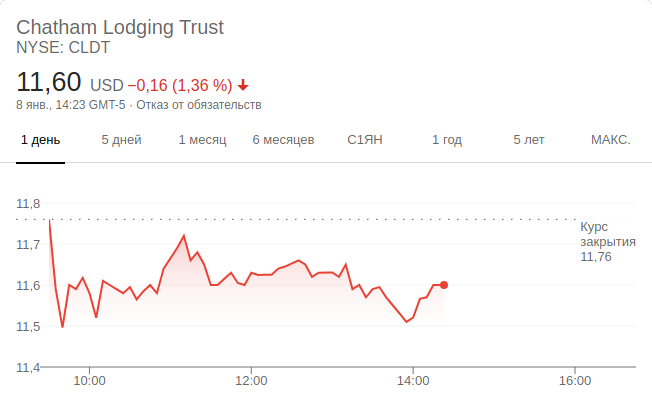 Chatham Lodging Trust
NYSE: CLDT
11,60 USD −0,16 (1,36 %) ↓
8 янв., 14:23 GMT-5 · Отказ от обязательств
1 день 5 дней 1 месяц 6 месяцев С1ЯН 1 год 5 лет МАКС.
11,8
Курс
закрытия
11,76
11,7
11,6
11,5
11,4
10:00 12:00 14:00 16:00